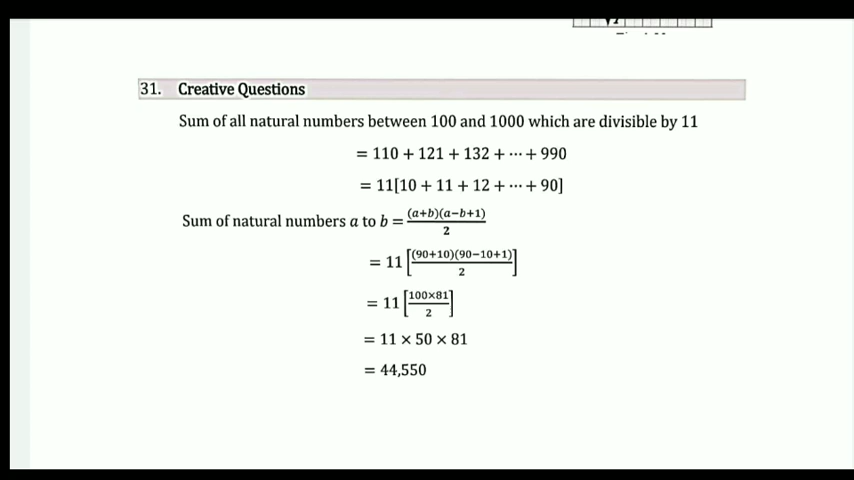 31. Creative Questions
Sum of all natural numbers between 100 and 1000 which are divisible by 11
= 110 + 121 + 132 + ⋯ + 990
= 11[10 + 11 + 12 + ⋯ + 90]
Sum of natural numbers a to b = (a+b)(a−b+1)/2
= 11 [(90+10)(90−10+1)/2]
= 11 [100×81/2]
= 11 × 50 × 81
= 44,550